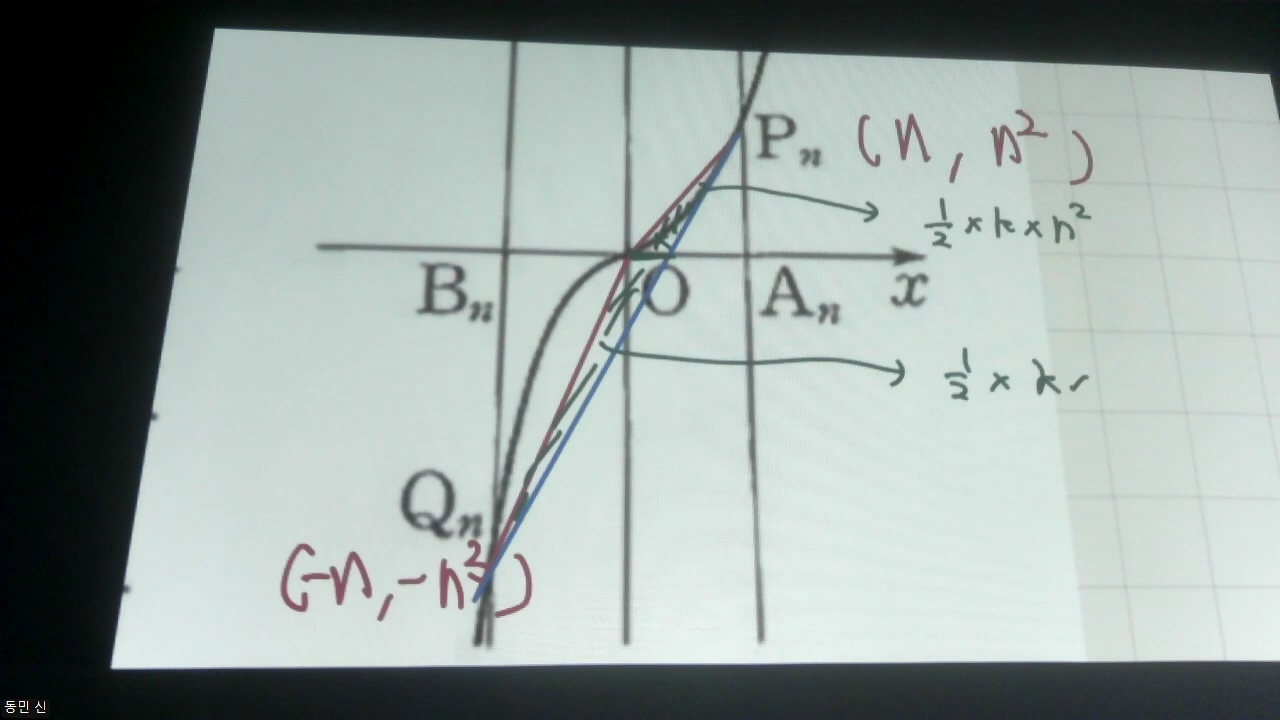 Pn (n, n²)
½ × k × n²
Bn O An x
½ × k
Qn
(-n, -n²)
동민 신